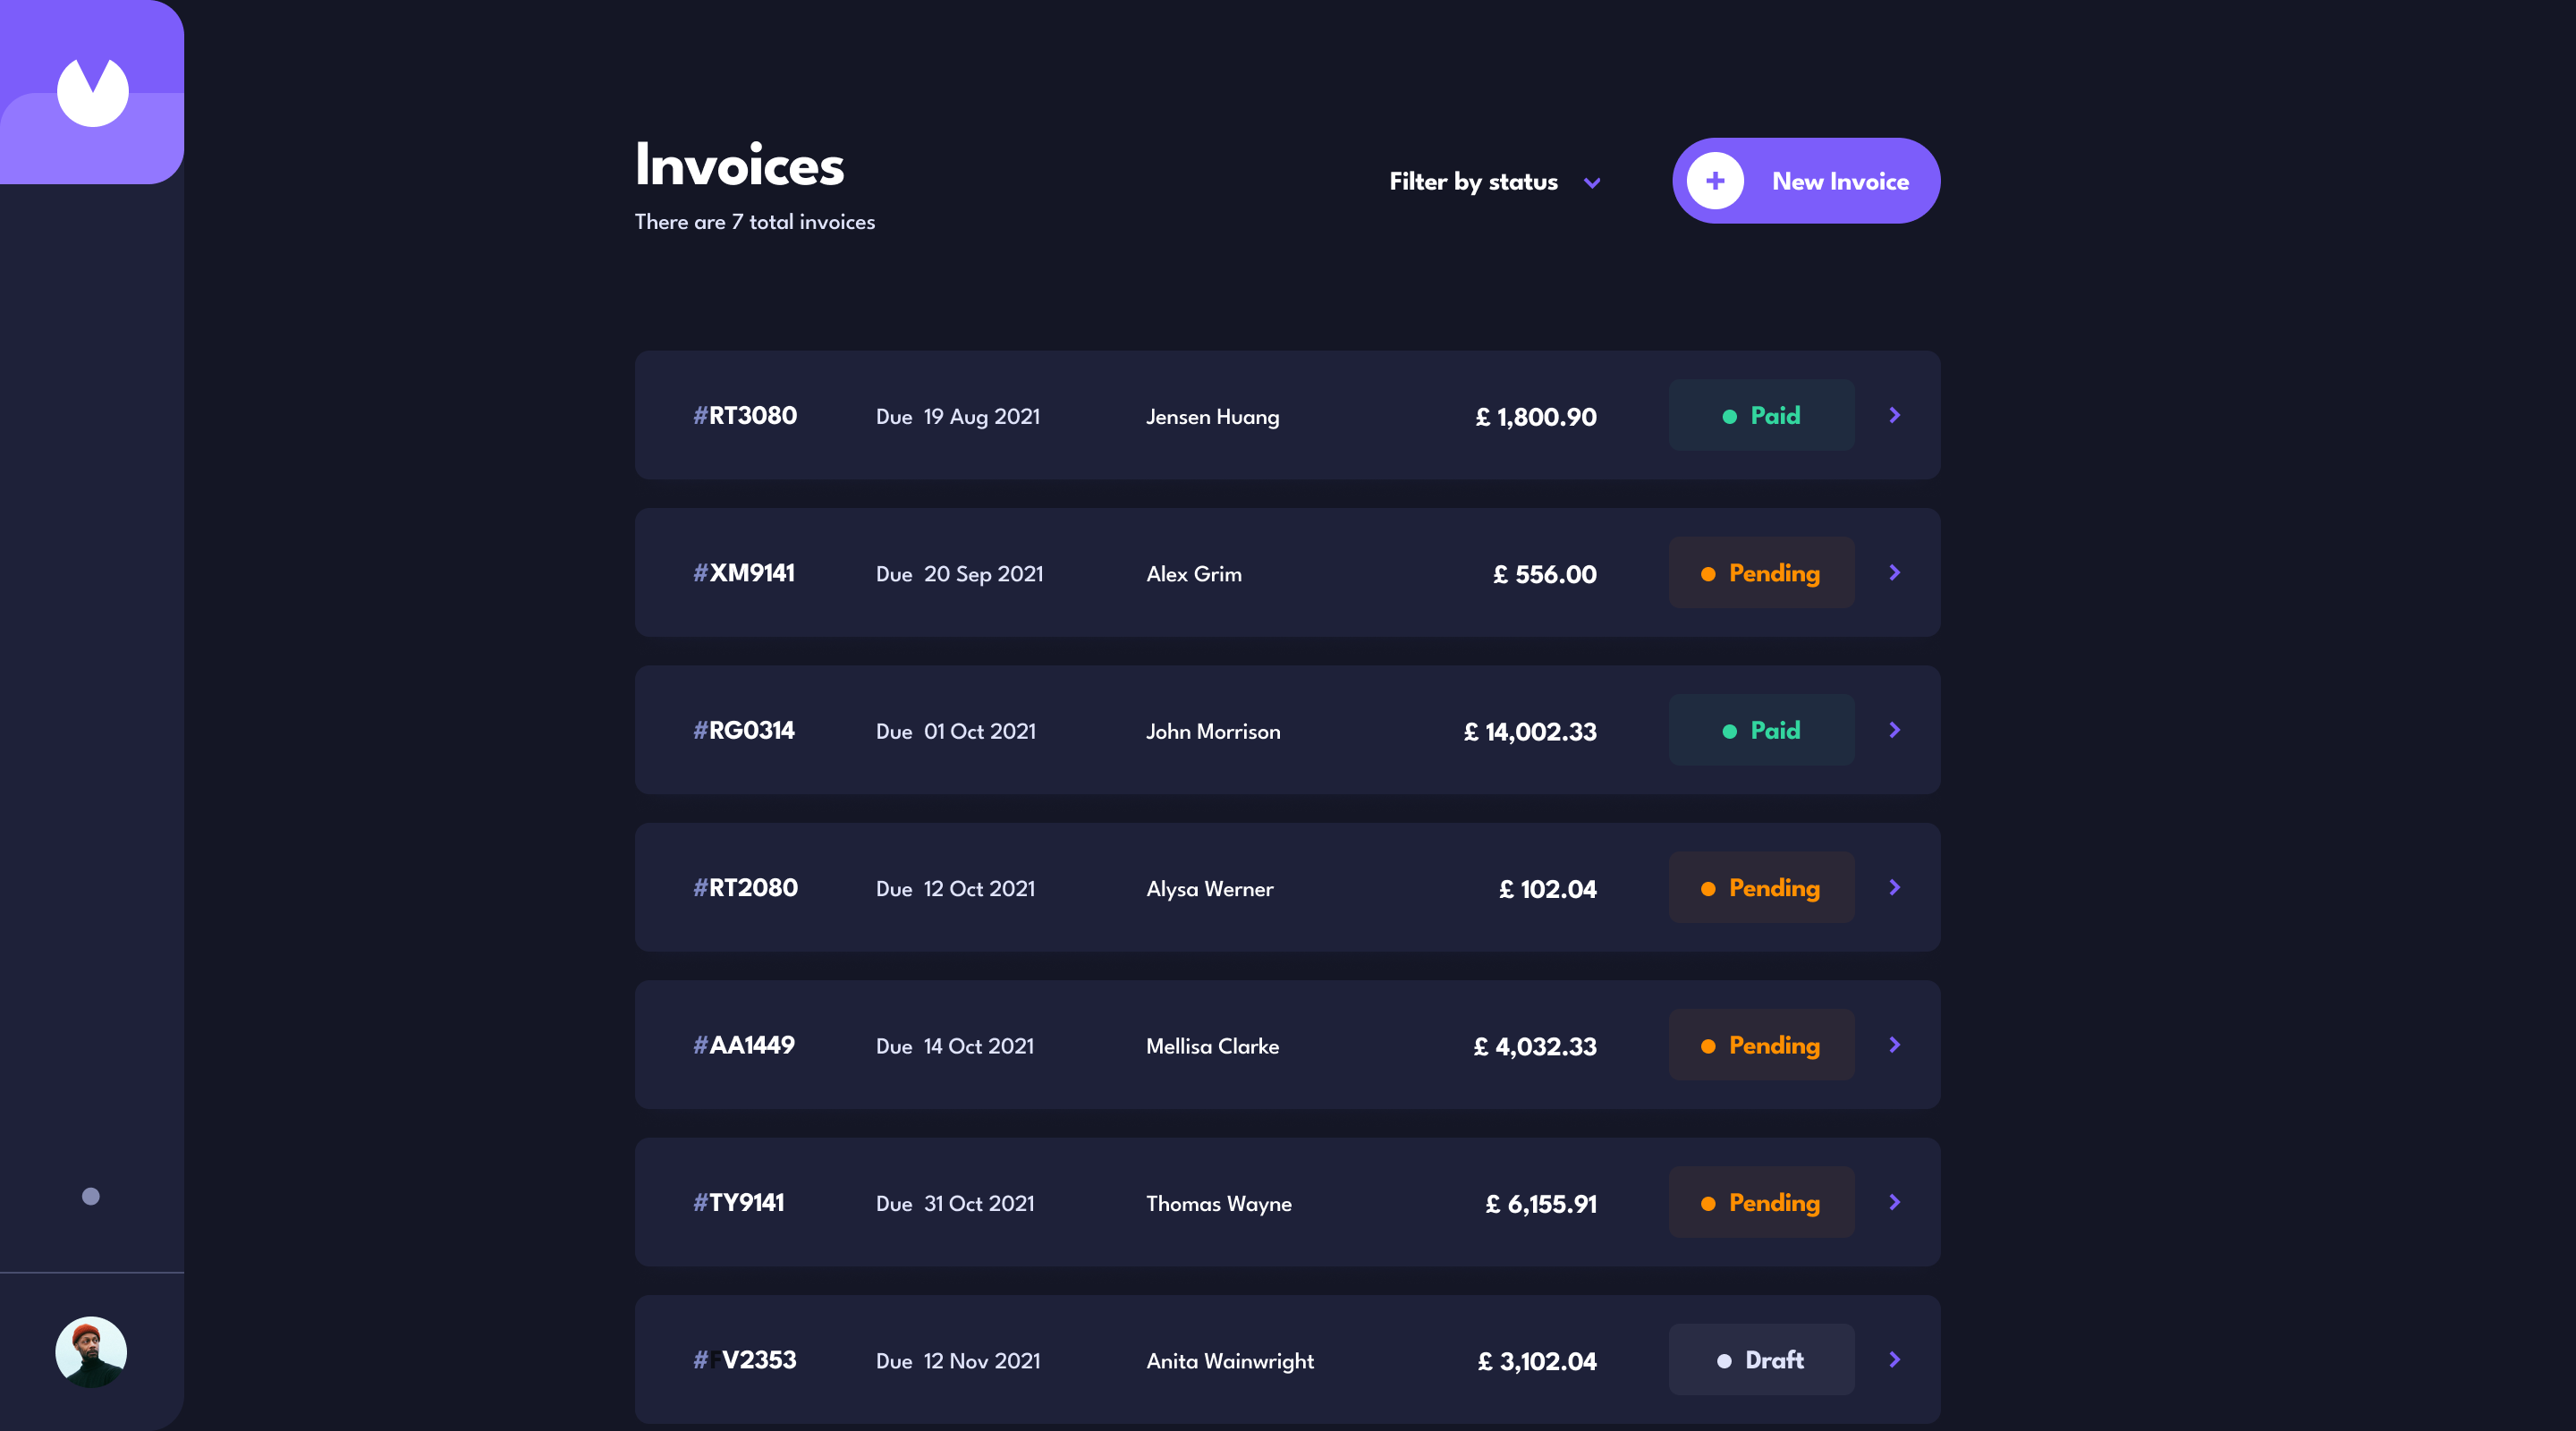 Invoices
There are 7 total invoices
Filter by status
New Invoice
#RT3080 Due 19 Aug 2021 Jensen Huang £ 1,800.90 Paid
#XM9141 Due 20 Sep 2021 Alex Grim £ 556.00 Pending
#RG0314 Due 01 Oct 2021 John Morrison £ 14,002.33 Paid
#RT2080 Due 12 Oct 2021 Alysa Werner £ 102.04 Pending
#AA1449 Due 14 Oct 2021 Mellisa Clarke £ 4,032.33 Pending
#TY9141 Due 31 Oct 2021 Thomas Wayne £ 6,155.91 Pending
#FV2353 Due 12 Nov 2021 Anita Wainwright £ 3,102.04 Draft